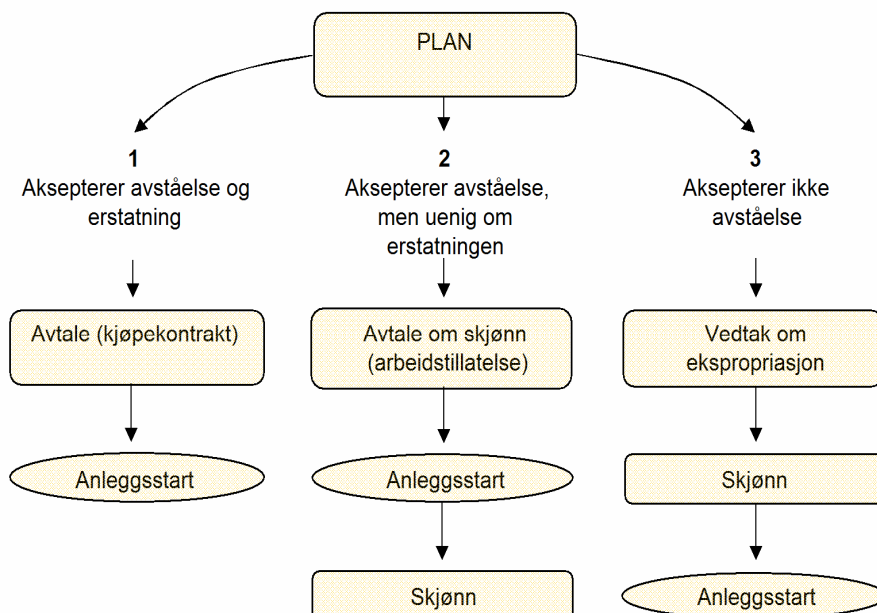 PLAN
1
Aksepterer avståelse og
erstatning
2
Aksepterer avståelse,
men uenig om
erstatningen
3
Aksepterer ikke
avståelse
Avtale (kjøpekontrakt)
Avtale om skjønn
(arbeidstillatelse)
Vedtak om
ekspropriasjon
Anleggsstart
Anleggsstart
Skjønn
Skjønn
Anleggsstart